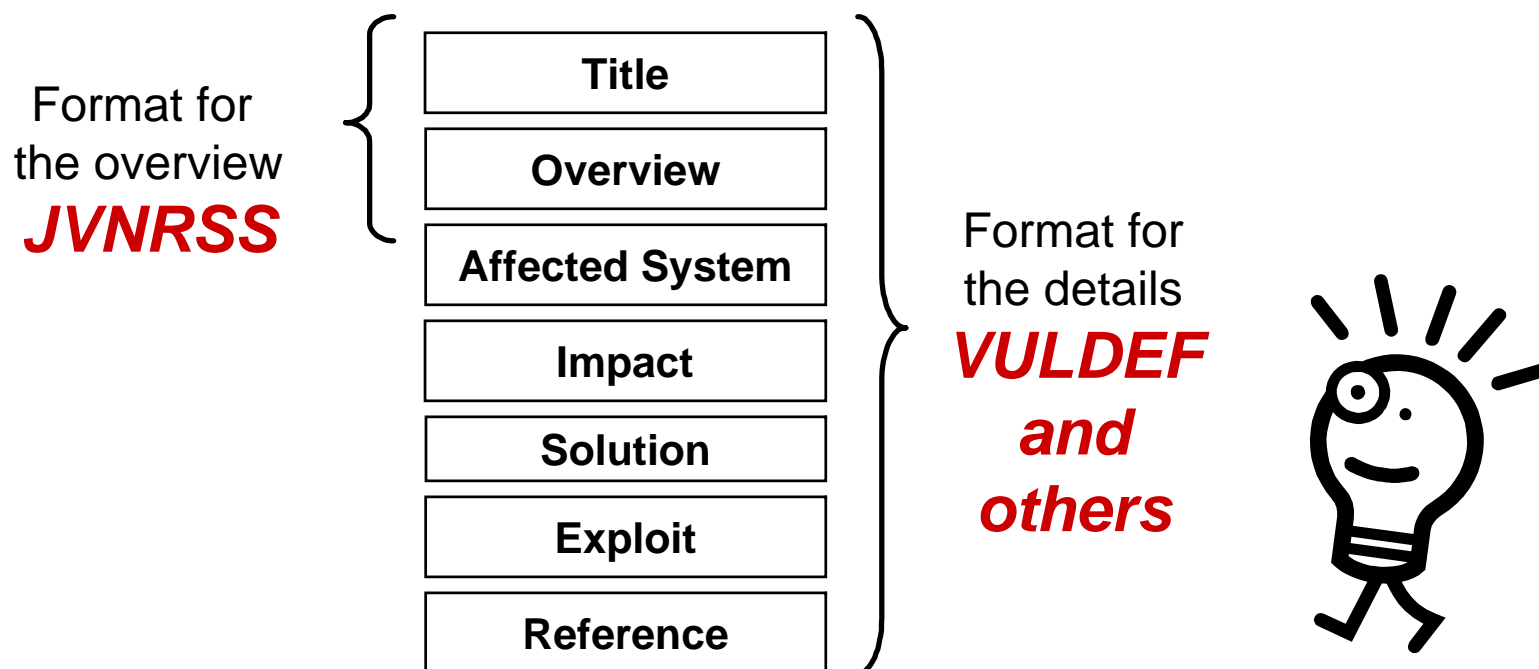 Format for
the overview
JVNRSS
Title
Overview
Affected System
Impact
Solution
Exploit
Reference
Format for
the details
VULDEF
and
others